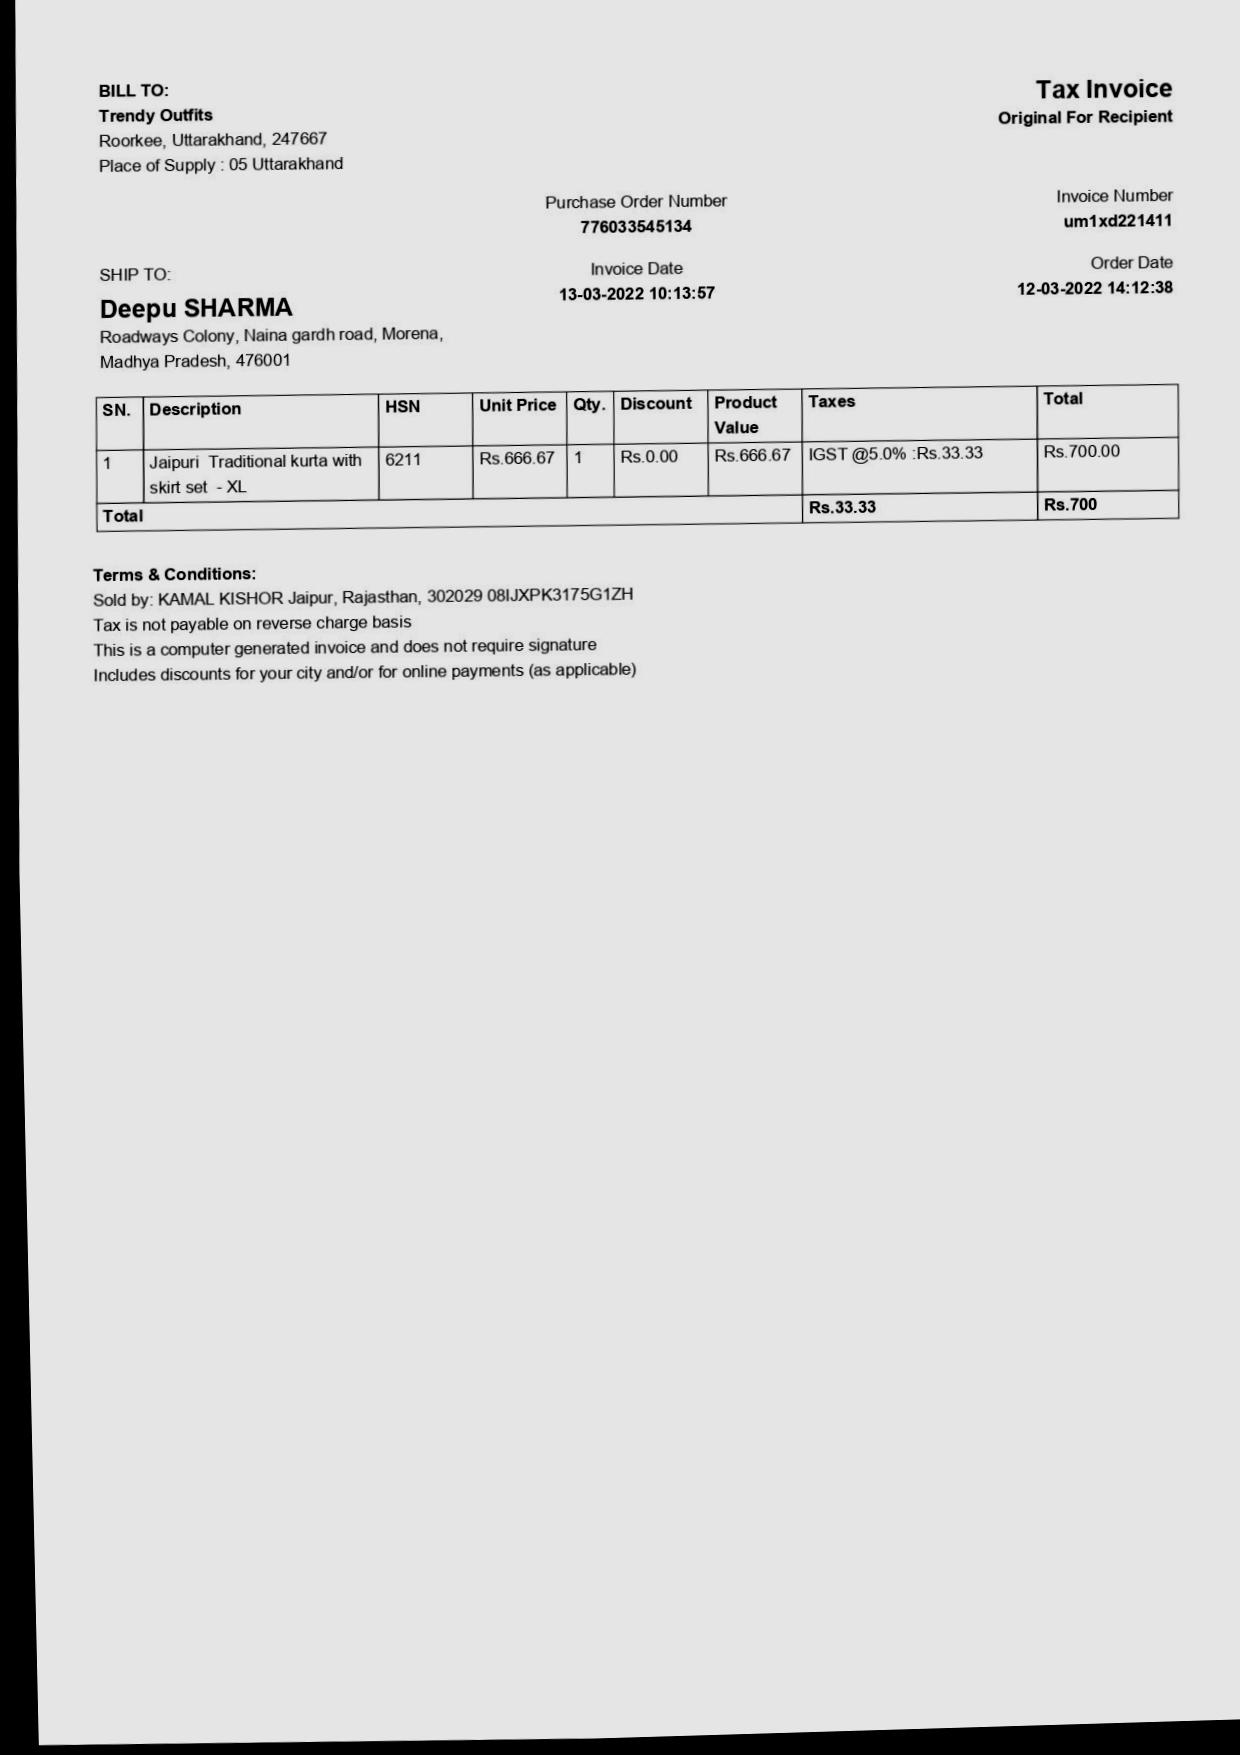 BILL TO:
Trendy Outfits
Roorkee, Uttarakhand, 247667
Place of Supply : 05 Uttarakhand
Tax Invoice
Original For Recipient
Purchase Order Number
776033545134
Invoice Number
um1xd221411
SHIP TO:
Deepu SHARMA
Roadways Colony, Naina gardh road, Morena,
Madhya Pradesh, 476001
Invoice Date
13-03-2022 10:13:57
Order Date
12-03-2022 14:12:38
SN. Description HSN Unit Price Qty. Discount Product Value Taxes Total
1 Jaipuri Traditional kurta with skirt set - XL 6211 Rs.666.67 1 Rs.0.00 Rs.666.67 IGST @5.0% :Rs.33.33 Rs.700.00
Total Rs.33.33 Rs.700
Terms & Conditions:
Sold by: KAMAL KISHOR Jaipur, Rajasthan, 302029 08IJXPK3175G1ZH
Tax is not payable on reverse charge basis
This is a computer generated invoice and does not require signature
Includes discounts for your city and/or for online payments (as applicable)